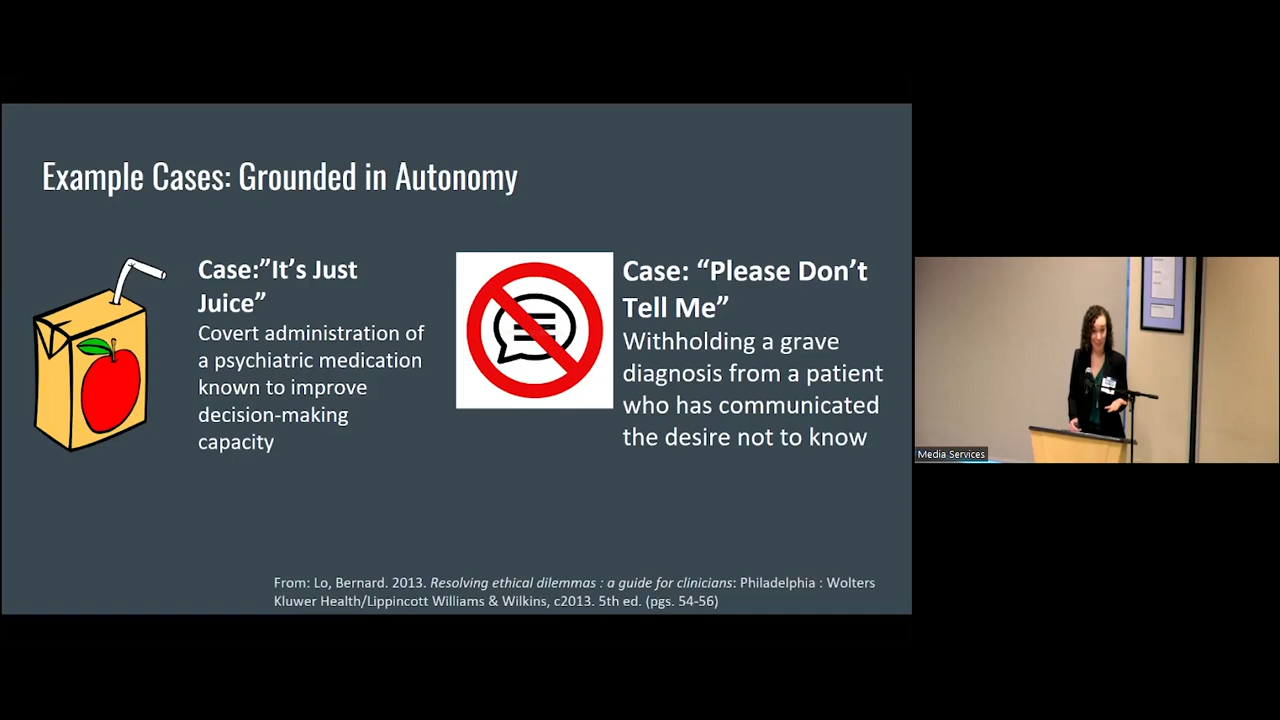 Example Cases: Grounded in Autonomy
Case:”It’s Just
Juice”
Covert administration of
a psychiatric medication
known to improve
decision-making
capacity
Case: “Please Don’t
Tell Me”
Withholding a grave
diagnosis from a patient
who has communicated
the desire not to know
From: Lo, Bernard. 2013. Resolving ethical dilemmas : a guide for clinicians: Philadelphia : Wolters
Kluwer Health/Lippincott Williams & Wilkins, c2013. 5th ed. (pgs. 54-56)
Media Services